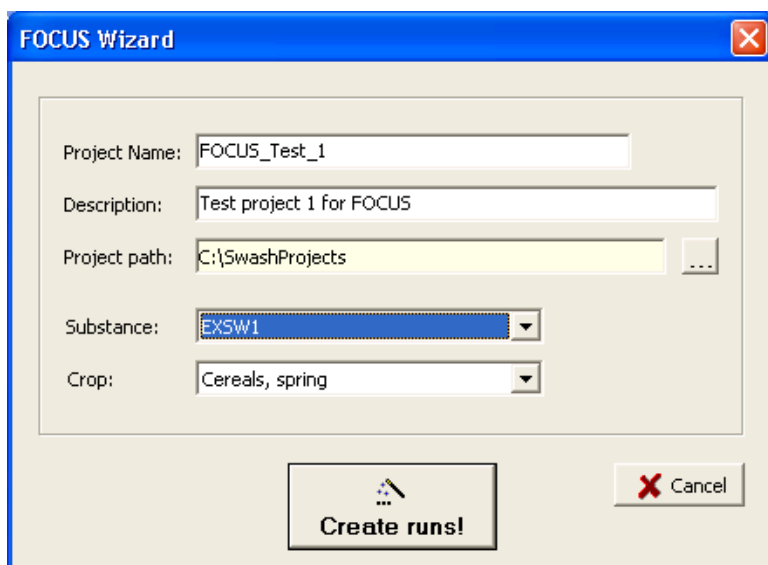 FOCUS Wizard
Project Name: FOCUS_Test_1
Description: Test project 1 for FOCUS
Project path: C:\SwashProjects ...
Substance: EXSW1
Crop: Cereals, spring
Create runs! Cancel